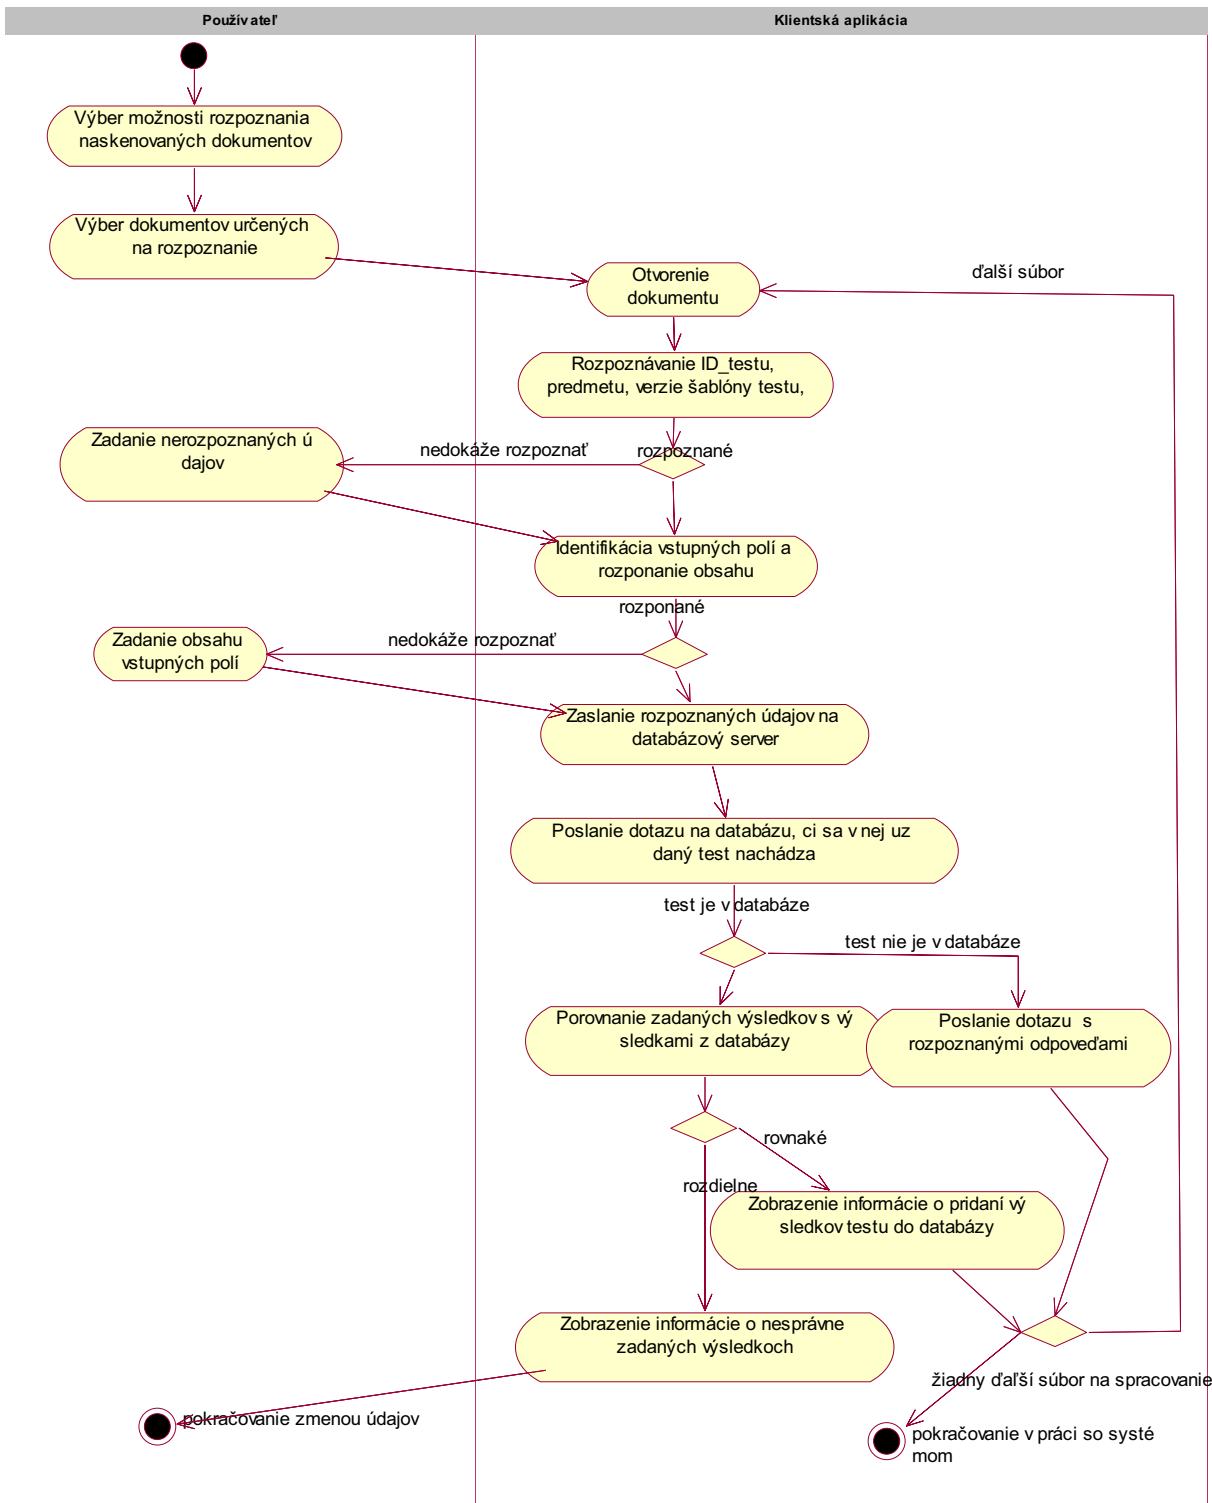 Používateľ
Klientská aplikácia
Výber možnosti rozpoznania
naskenovaných dokumentov
Výber dokumentov určených
na rozpoznanie
Otvorenie
dokumentu
ďalší súbor
Rozpoznávanie ID_testu,
predmetu, verzie šablóny testu,
Zadanie nerozpoznaných ú
dajov
nedokáže rozpoznať
rozpoznané
Identifikácia vstupných polí a
rozponanie obsahu
rozponané
Zadanie obsahu
vstupných polí
nedokáže rozpoznať
Zaslanie rozpoznaných údajov na
databázový server
Poslanie dotazu na databázu, ci sa v nej uz
daný test nachádza
test je v databáze
test nie je v databáze
Porovnanie zadaných výsledkov s vý
sledkami z databázy
Poslanie dotazu s
rozpoznanými odpoveďami
rovnaké
rozdielne
Zobrazenie informácie o pridaní vý
sledkov testu do databázy
Zobrazenie informácie o nesprávne
zadaných výsledkoch
žiadny ďaľší súbor na spracovanie
pokračovanie zmenou údajov
pokračovanie v práci so systé
mom